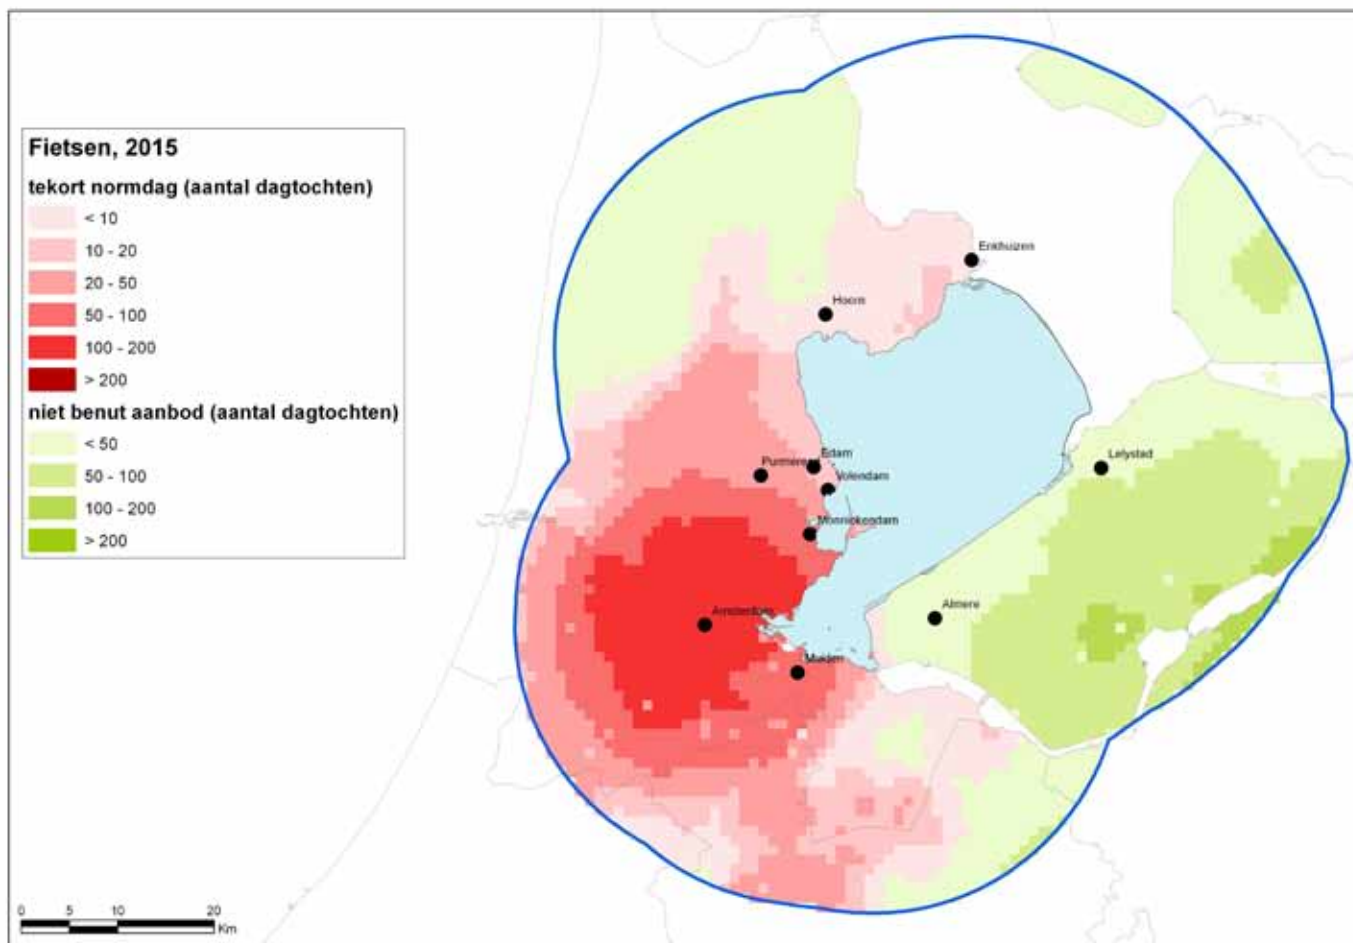 Fietsen, 2015
tekort normdag (aantal dagtochten)
< 10
10 - 20
20 - 50
50 - 100
100 - 200
> 200
niet benut aanbod (aantal dagtochten)
< 50
50 - 100
100 - 200
> 200
Enkhuizen
Hoorn
Edam
Purmerend
Volendam
Monnickendam
Lelystad
Almere
Amsterdam
Muiden
0 5 10 20
Km